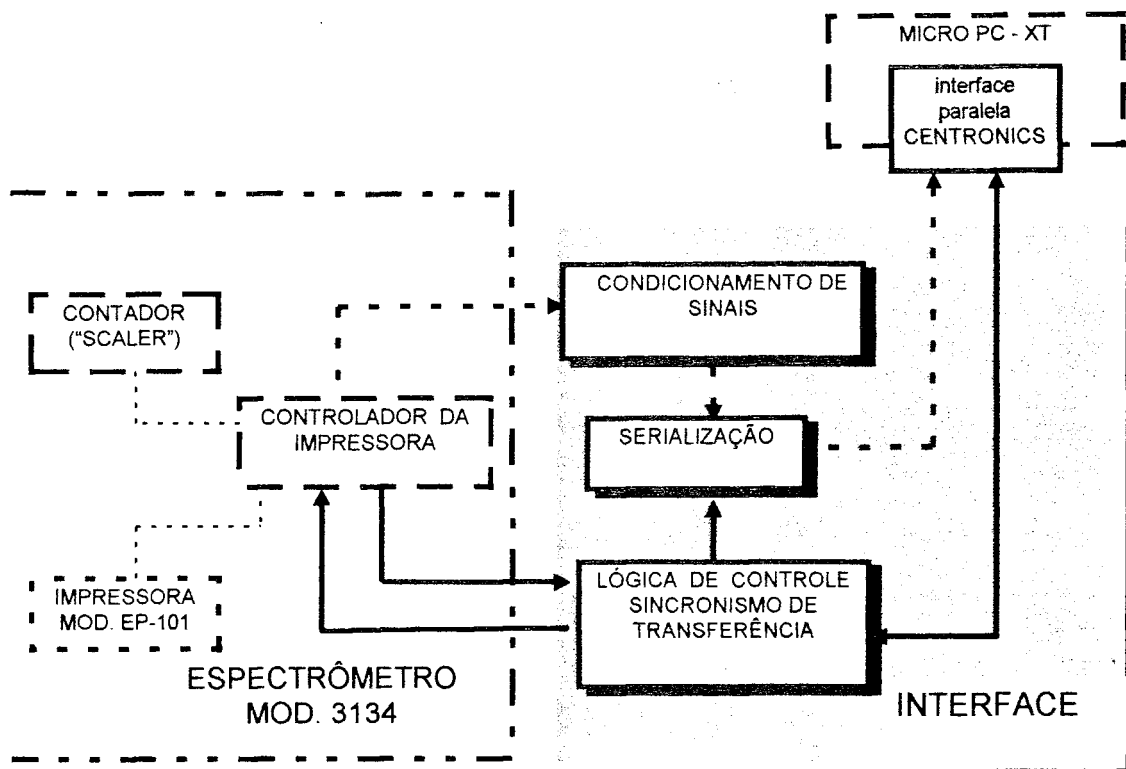 MICRO PC - XT
interface
paralela
CENTRONICS
CONDICIONAMENTO DE
SINAIS
CONTADOR
("SCALER")
CONTROLADOR DA
IMPRESSORA
SERIALIZAÇÃO
IMPRESSORA
MOD. EP-101
LÓGICA DE CONTROLE
SINCRONISMO DE
TRANSFERÊNCIA
ESPECTRÔMETRO
MOD. 3134
INTERFACE